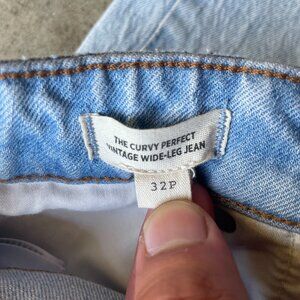 THE CURVY PERFECT
VINTAGE WIDE-LEG JEAN
32P